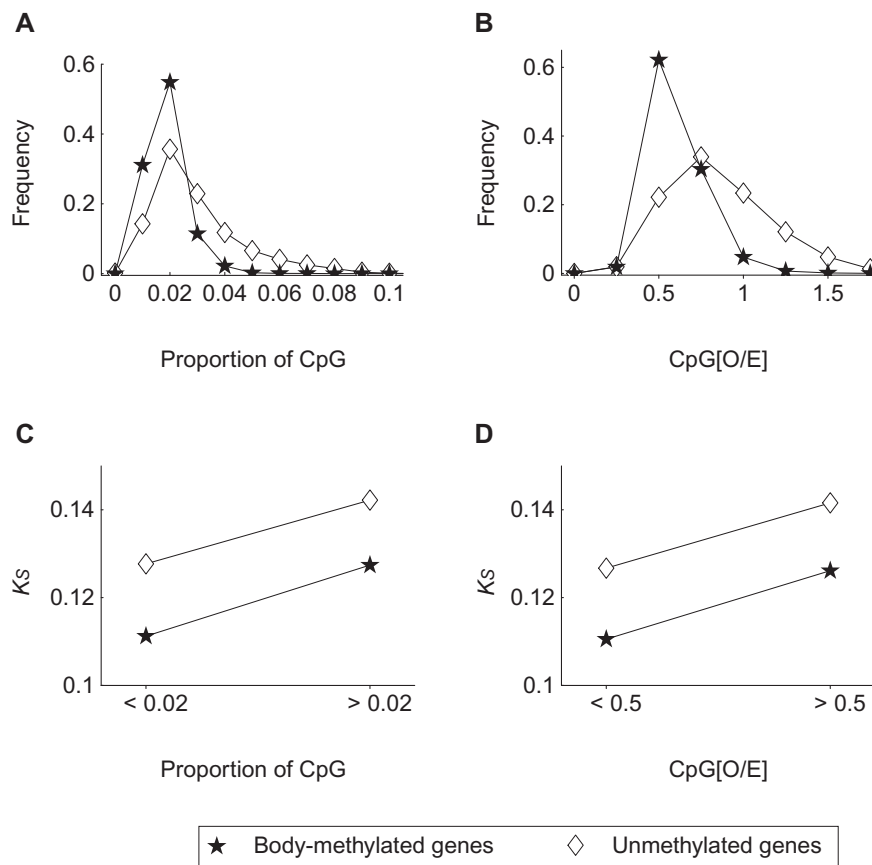 A
Frequency
0.6
0.4
0.2
0
0 0.02 0.04 0.06 0.08 0.1
Proportion of CpG
B
Frequency
0.6
0.4
0.2
0
0 0.5 1 1.5
CpG[O/E]
C
Ks
0.14
0.12
0.1
< 0.02 > 0.02
Proportion of CpG
D
Ks
0.14
0.12
0.1
< 0.5 > 0.5
CpG[O/E]
Body-methylated genes Unmethylated genes